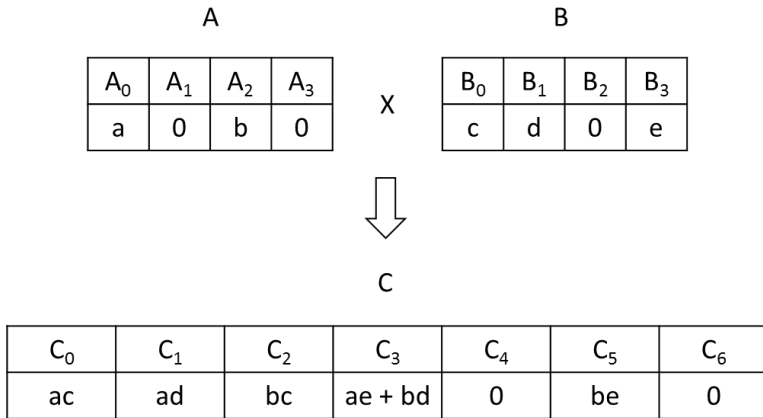 A B
A₀ A₁ A₂ A₃ B₀ B₁ B₂ B₃
X
a 0 b 0 c d 0 e
C
C₀ C₁ C₂ C₃ C₄ C₅ C₆
ac ad bc ae + bd 0 be 0